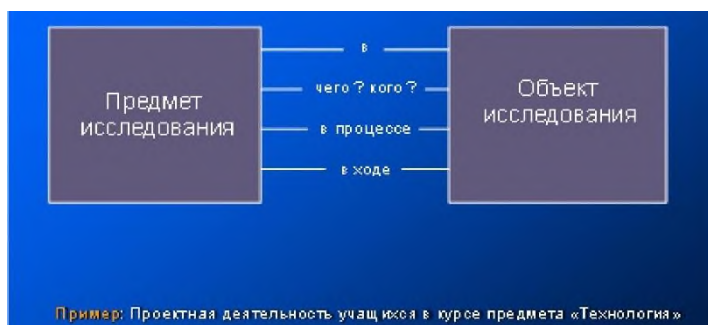 Предмет
исследования
в
чего? кого?
в процессе
в ходе
Объект
исследования
Пример: Проектная деятельность учащихся в курсе предмета «Технология»